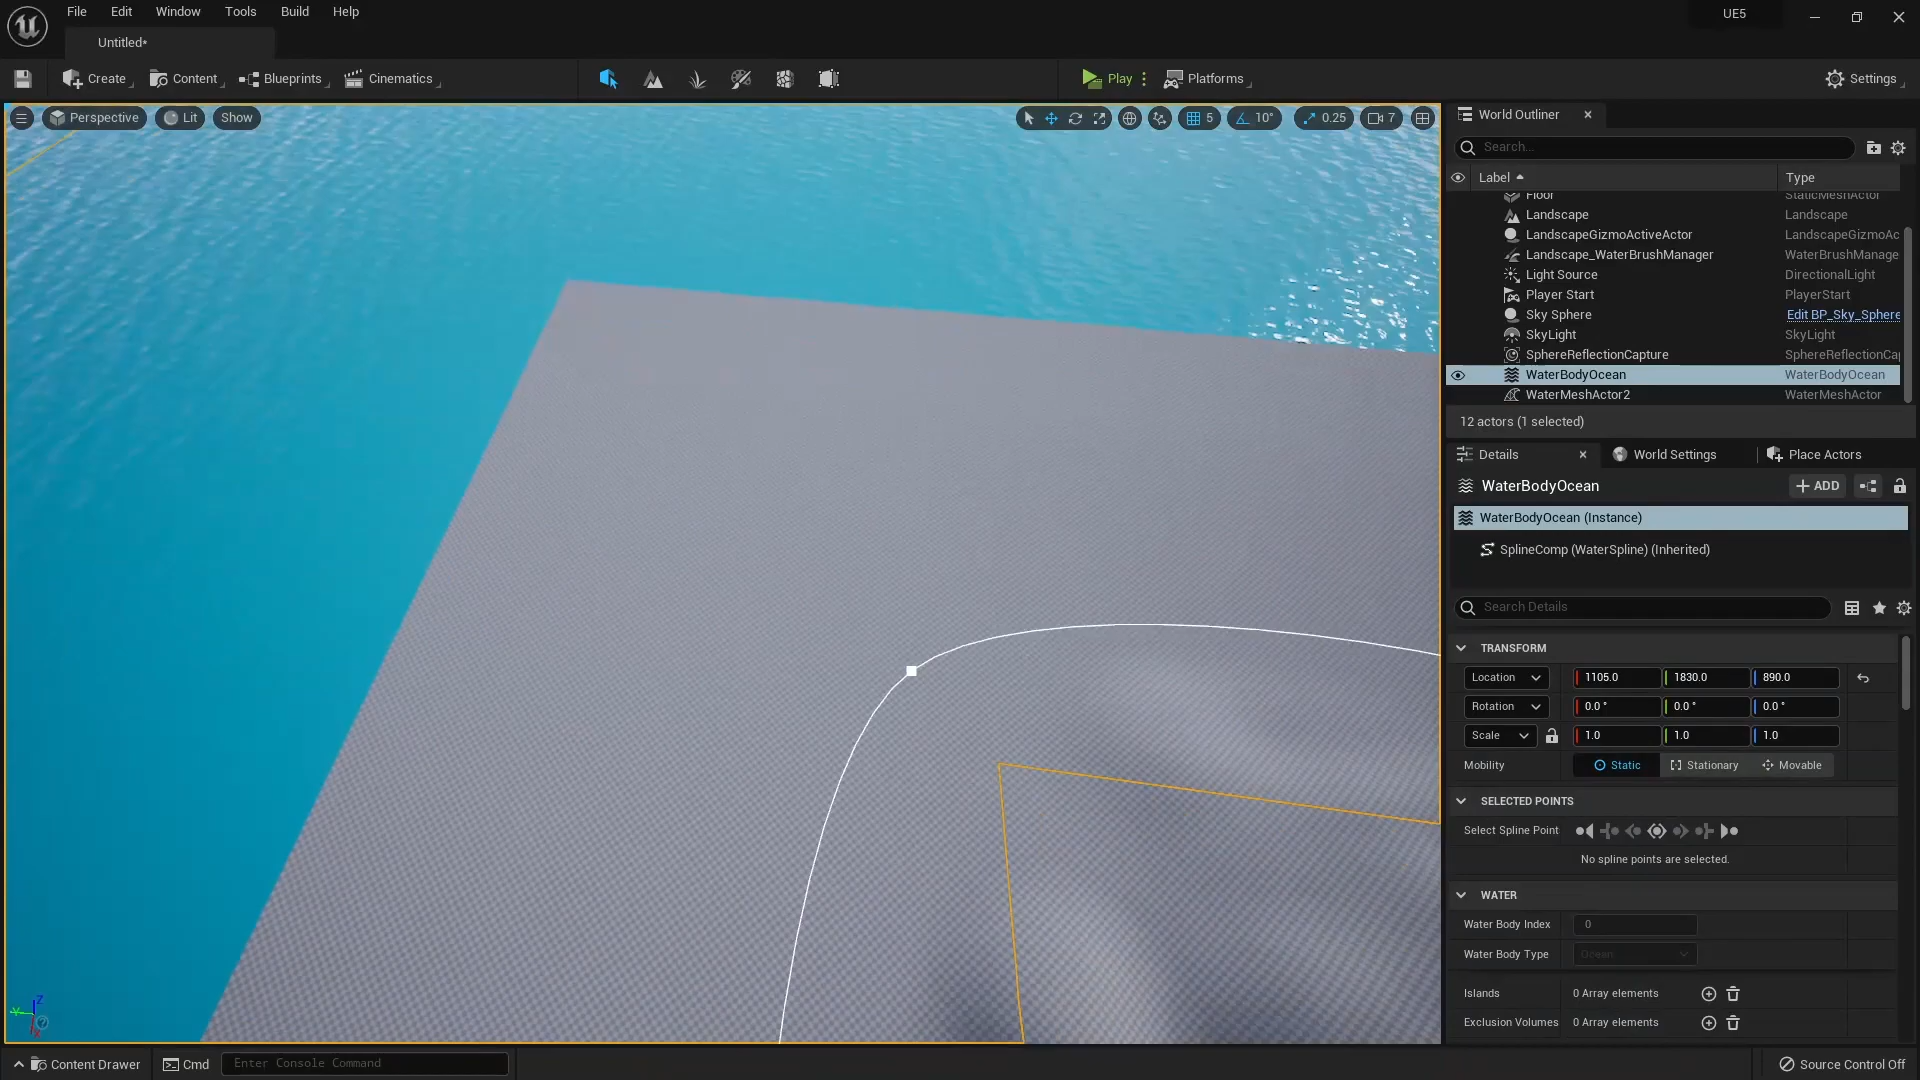 File Edit Window Tools Build Help
UE5
Untitled*
Create Content Blueprints Cinematics Play Platforms Settings
Perspective Lit Show 5 10° 0.25 7
World Outliner
Search...
Label Type
Floor StaticMeshActor
Landscape Landscape
LandscapeGizmoActiveActor LandscapeGizmoAc
Landscape_WaterBrushManager WaterBrushManage
Light Source DirectionalLight
Player Start PlayerStart
Sky Sphere Edit BP_Sky_Sphere
SkyLight SkyLight
SphereReflectionCapture SphereReflectionCap
WaterBodyOcean WaterBodyOcean
WaterMeshActor2 WaterMeshActor
12 actors (1 selected)
Details World Settings Place Actors
WaterBodyOcean + ADD
WaterBodyOcean (Instance)
SplineComp (WaterSpline) (Inherited)
Search Details
TRANSFORM
Location 1105.0 1830.0 890.0
Rotation 0.0 ° 0.0 ° 0.0 °
Scale 1.0 1.0 1.0
Mobility Static Stationary Movable
SELECTED POINTS
Select Spline Point
No spline points are selected.
WATER
Water Body Index 0
Water Body Type Ocean
Islands 0 Array elements
Exclusion Volumes 0 Array elements
Z
Y
X
Content Drawer Cmd Enter Console Command Source Control Off